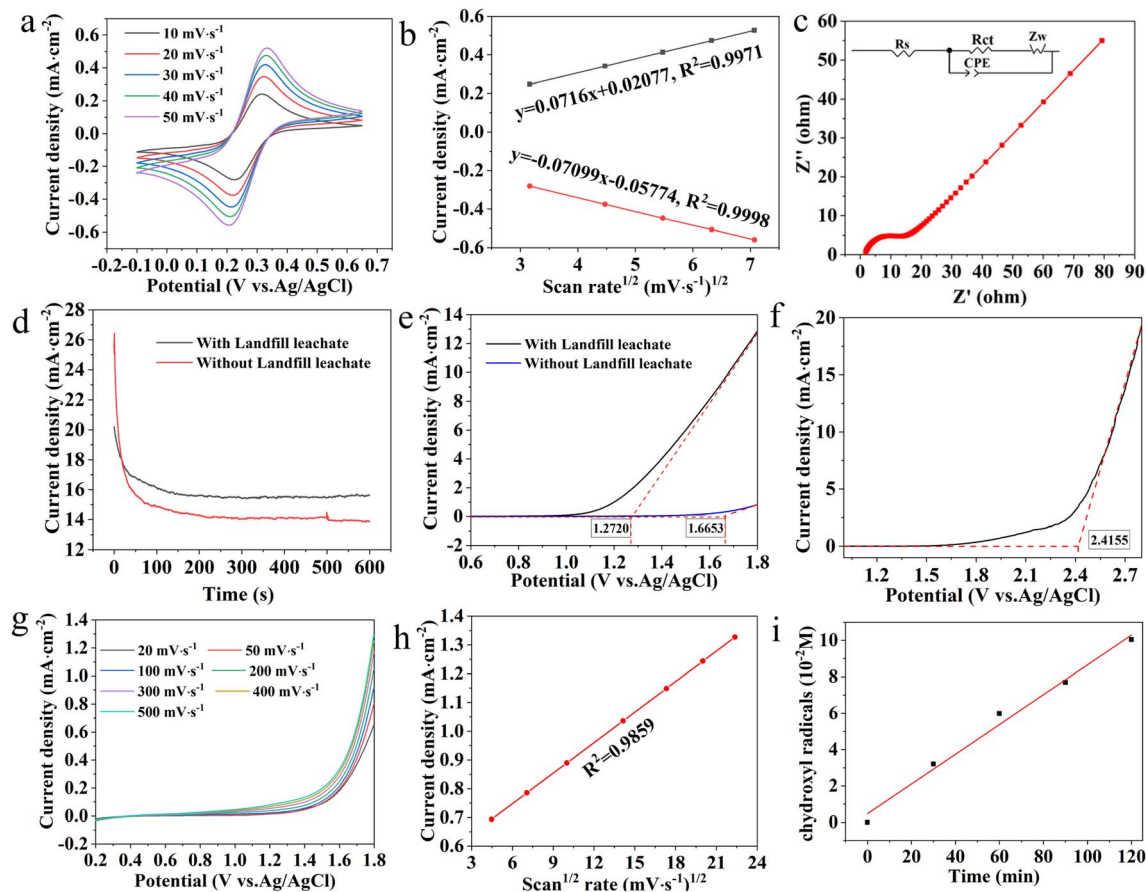 a
Current density (mA·cm-2)
0.6
0.4
0.2
0.0
-0.2
-0.4
-0.6
10 mV·s-1
20 mV·s-1
30 mV·s-1
40 mV·s-1
50 mV·s-1
-0.2 -0.1 0.0 0.1 0.2 0.3 0.4 0.5 0.6 0.7
Potential (V vs.Ag/AgCl)
b
Current density (mA·cm-2)
0.6
0.4
0.2
0.0
-0.2
0.4
-0.6
y=0.0716x+0.02077, R2=0.9971
y=-0.07099x-0.05774, R2=0.9998
3 4 5 6 7
Scan rate1/2 (mV·s-1)1/2
c
Z'' (ohm)
60
50
40
30
20
10
0
Rs
Rct
Zw
CPE
0 10 20 30 40 50 60 70 80 90
Z' (ohm)
d
Current density (mA·cm-2)
28
26
24
22
20
18
16
14
12
With Landfill leachate
Without Landfill leachate
0 100 200 300 400 500 600
Time (s)
e
Current density (mA·cm-2)
14
12
10
8
6
4
2
0
-2
With Landfill leachate
Without Landfill leachate
1.2720
1.6653
0.6 0.8 1.0 1.2 1.4 1.6 1.8
Potential (V vs.Ag/AgCl)
f
Current density (mA·cm-2)
20
15
10
5
0
2.4155
1.2 1.5 1.8 2.1 2.4 2.7
Potential (V vs.Ag/AgCl)
g
Current density (mA·cm-2)
1.4
1.2
1.0
0.8
0.6
0.4
0.2
0.0
-0.2
20 mV·s-1 50 mV·s-1
100 mV·s-1 200 mV·s-1
300 mV·s-1 400 mV·s-1
500 mV·s-1
0.2 0.4 0.6 0.8 1.0 1.2 1.4 1.6 1.8
Potential (V vs.Ag/AgCl)
h
Current density (mA·cm-2)
1.4
1.3
1.2
1.1
1.0
0.9
0.8
0.7
0.6
R2=0.9859
3 6 9 12 15 18 21 24
Scan1/2 rate (mV·s-1)1/2
i
chydroxyl radicals (10-2M)
10
8
6
4
2
0
0 20 40 60 80 100 120
Time (min)